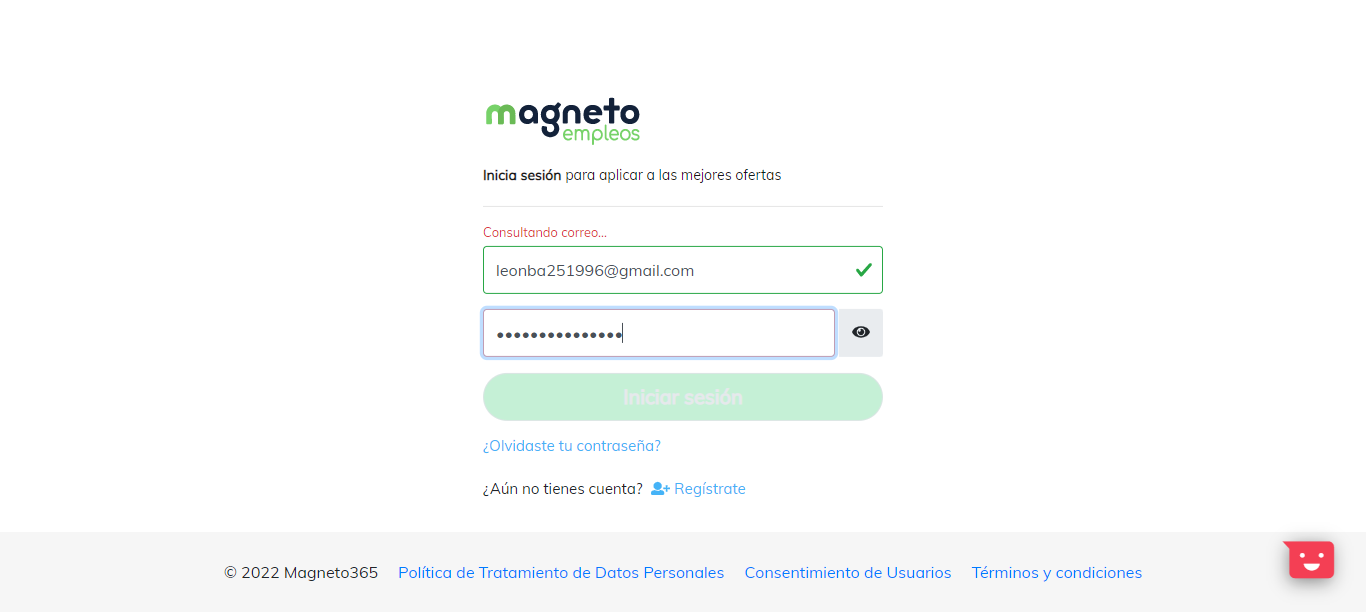 magneto
empleos
Inicia sesión para aplicar a las mejores ofertas
Consultando correo...
leonba251996@gmail.com
•••••••••••••••
Iniciar sesión
¿Olvidaste tu contraseña?
¿Aún no tienes cuenta? Regístrate
© 2022 Magneto365 Política de Tratamiento de Datos Personales Consentimiento de Usuarios Términos y condiciones